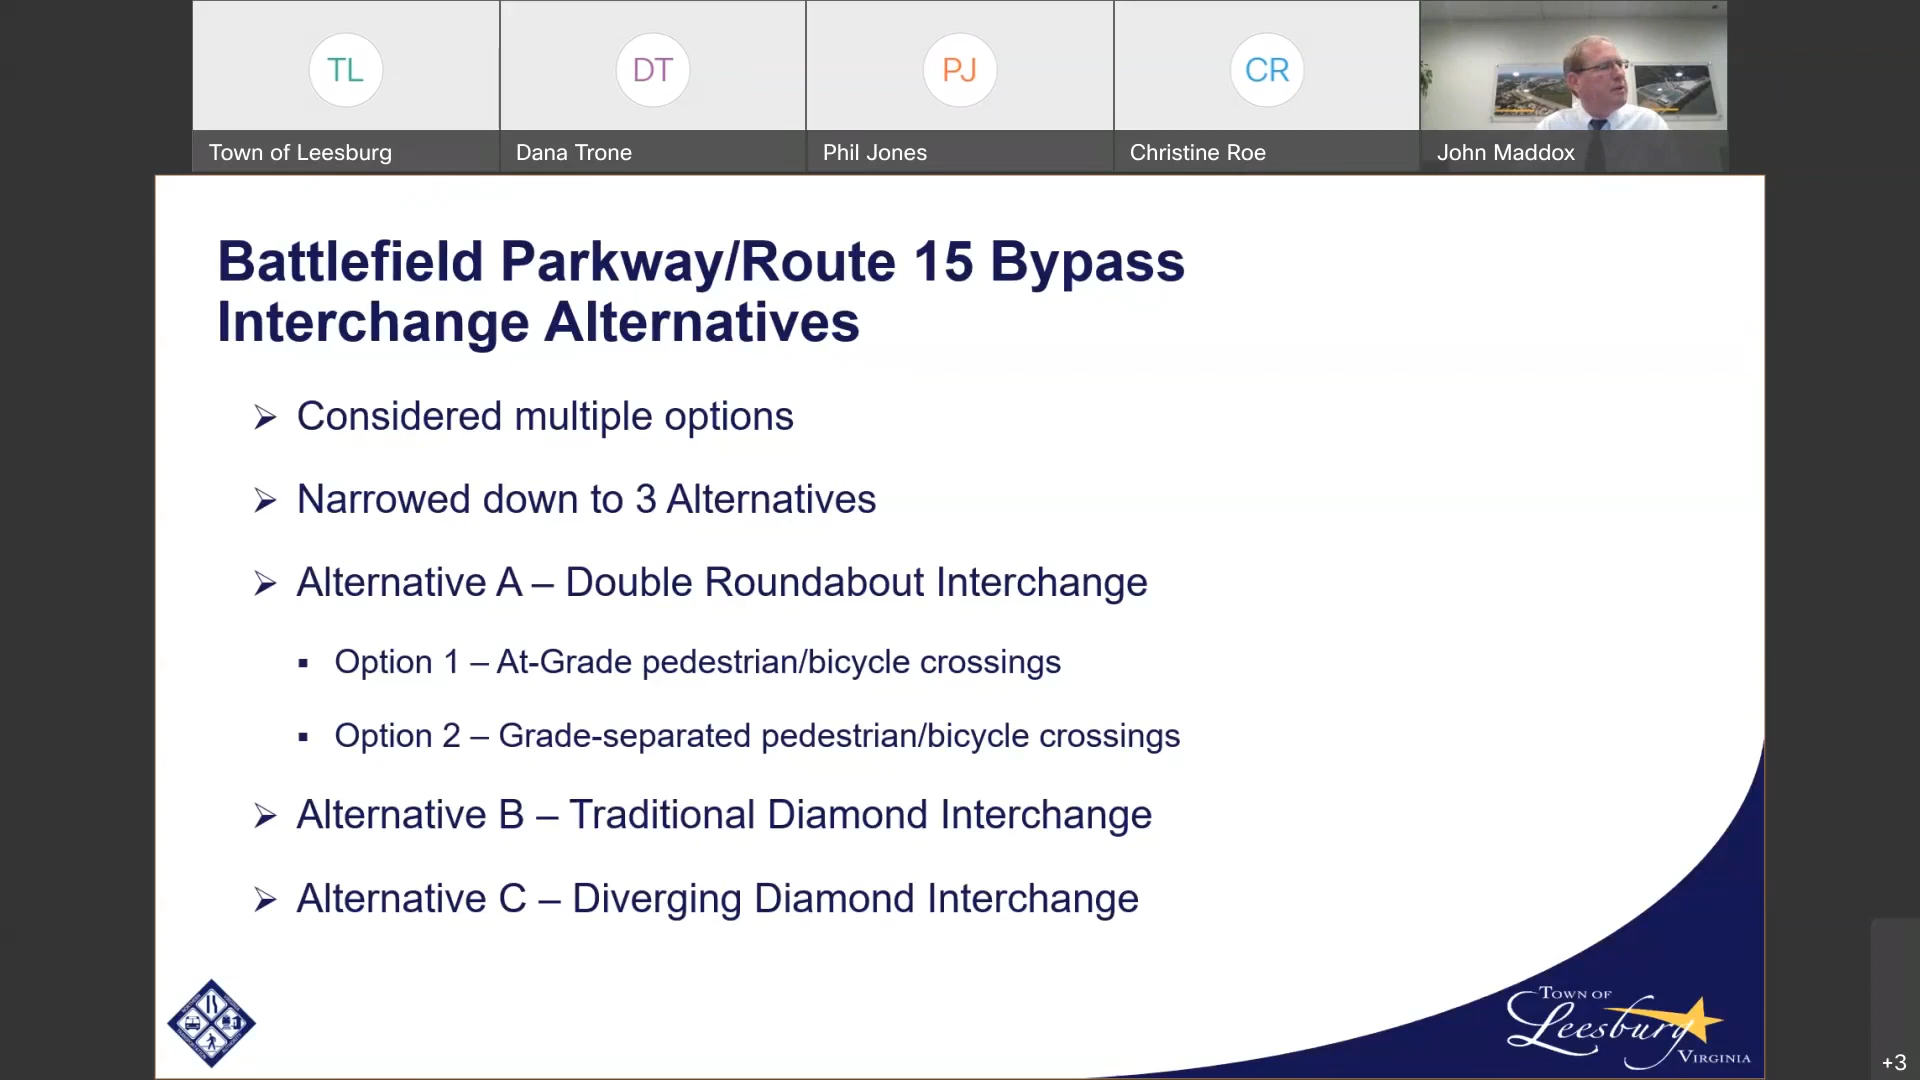 TL
DT
PJ
CR
Town of Leesburg
Dana Trone
Phil Jones
Christine Roe
John Maddox
Battlefield Parkway/Route 15 Bypass
Interchange Alternatives
➢ Considered multiple options
➢ Narrowed down to 3 Alternatives
➢ Alternative A – Double Roundabout Interchange
▪ Option 1 – At-Grade pedestrian/bicycle crossings
▪ Option 2 – Grade-separated pedestrian/bicycle crossings
➢ Alternative B – Traditional Diamond Interchange
➢ Alternative C – Diverging Diamond Interchange
TOWN OF
Leesburg
VIRGINIA
+3